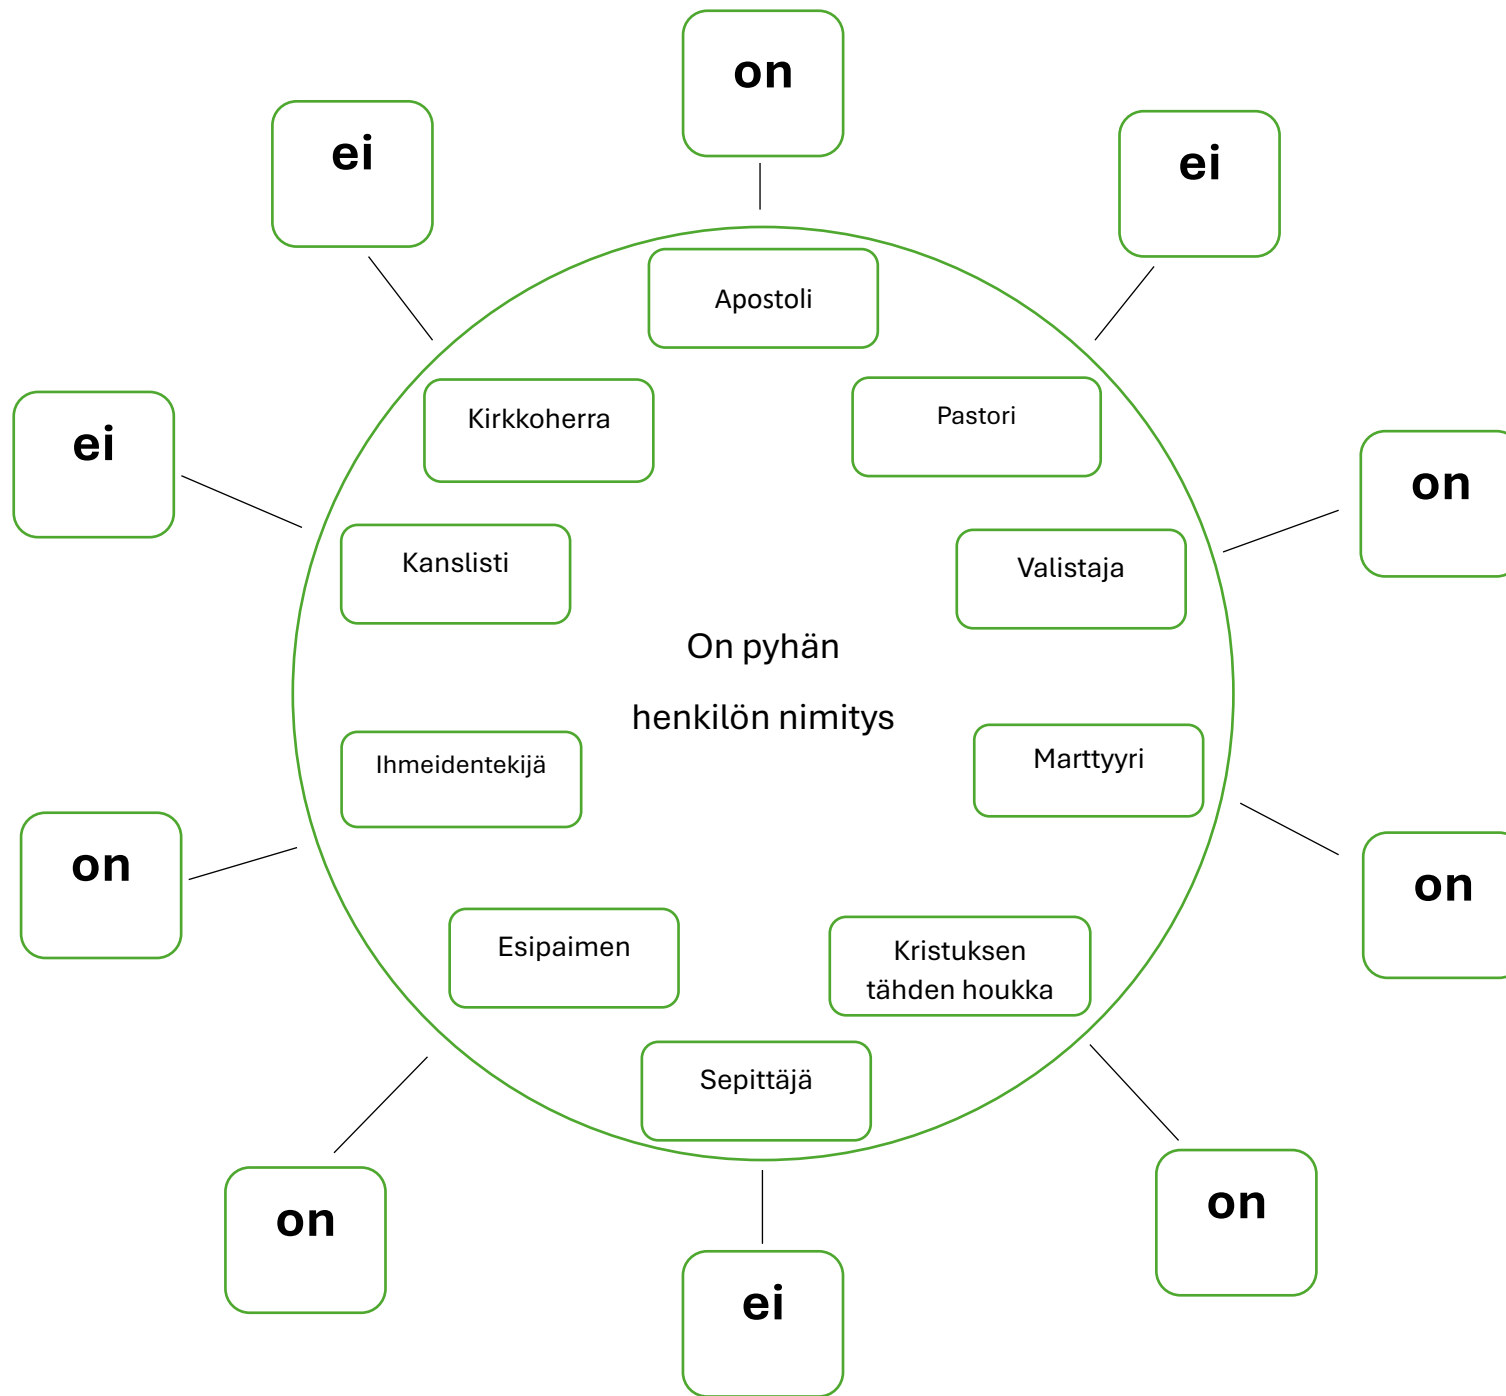 on
ei
ei
Apostoli
Kirkkoherra
Pastori
ei
on
Kanslisti
Valistaja
On pyhän
henkilön nimitys
Ihmeidentekijä
Marttyyri
on
on
Esipaimen
Kristuksen
tähden houkka
Sepittäjä
on
on
ei